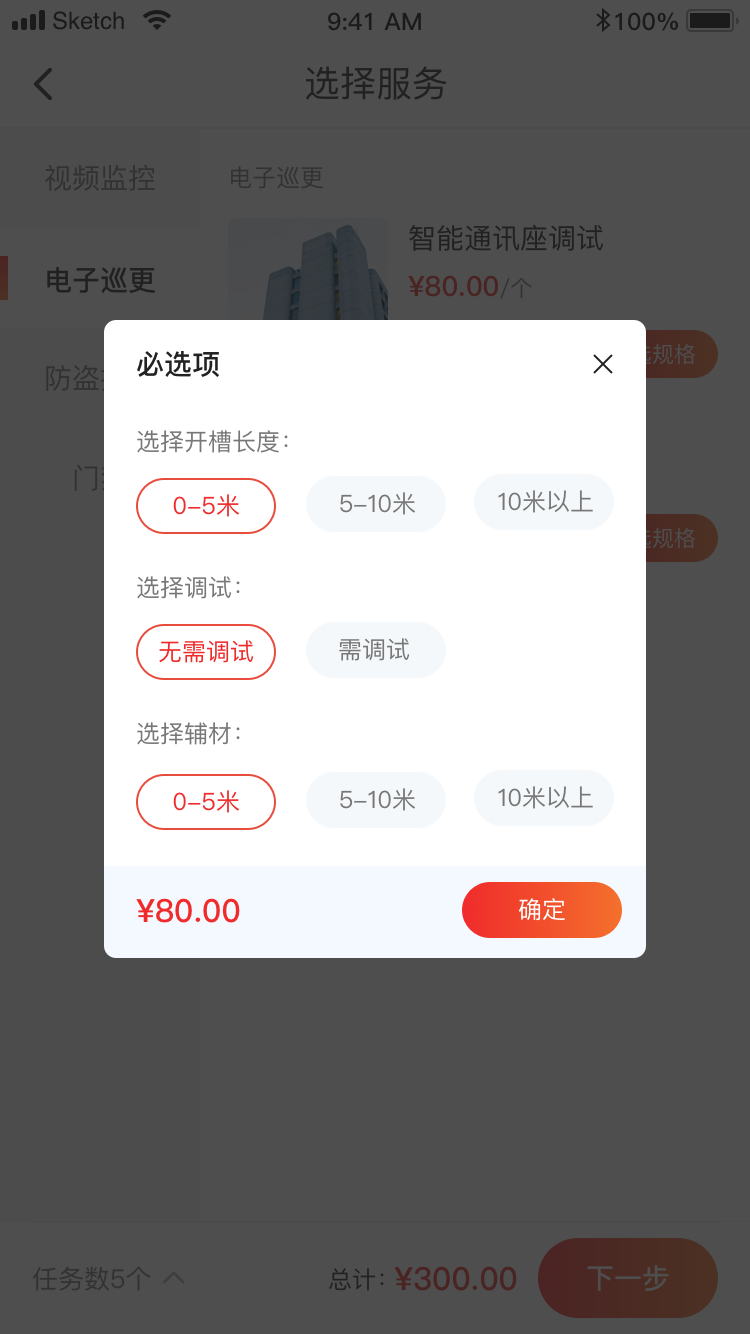 Sketch 9:41 AM 100%
选择服务
视频监控
电子巡更
电子巡更
智能通讯座调试
¥80.00/个
防盗
规格
门
规格
必选项
选择开槽长度：
0-5米 5-10米 10米以上
选择调试：
无需调试 需调试
选择辅材：
0-5米 5-10米 10米以上
¥80.00 确定
任务数5个 总计：¥300.00 下一步